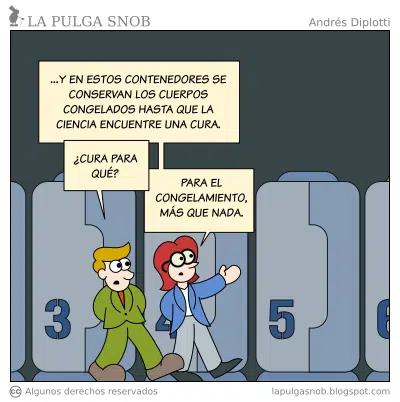 LA PULGA SNOB
Andrés Diplotti
...Y EN ESTOS CONTENEDORES SE
CONSERVAN LOS CUERPOS
CONGELADOS HASTA QUE LA
CIENCIA ENCUENTRE UNA CURA.
¿CURA PARA
QUÉ?
PARA EL
CONGELAMIENTO,
MÁS QUE NADA.
3
4
5
6
cc Algunos derechos reservados
lapulgasnob.blogspot.com